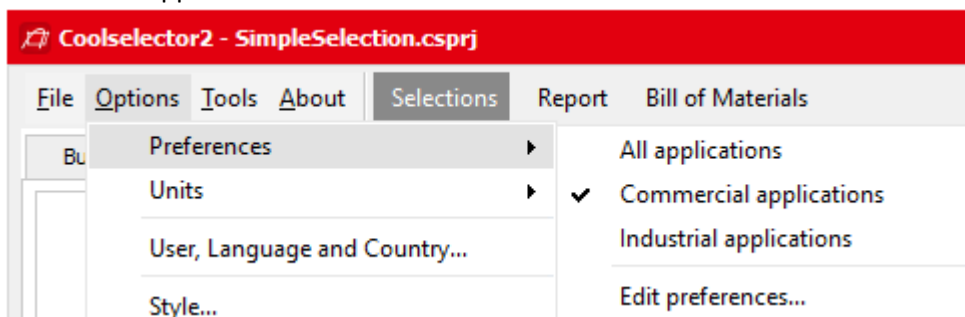 Coolselector2 - SimpleSelection.csprj
File Options Tools About Selections Report Bill of Materials
Preferences
All applications
Units
Commercial applications
Industrial applications
User, Language and Country...
Edit preferences...
Style...